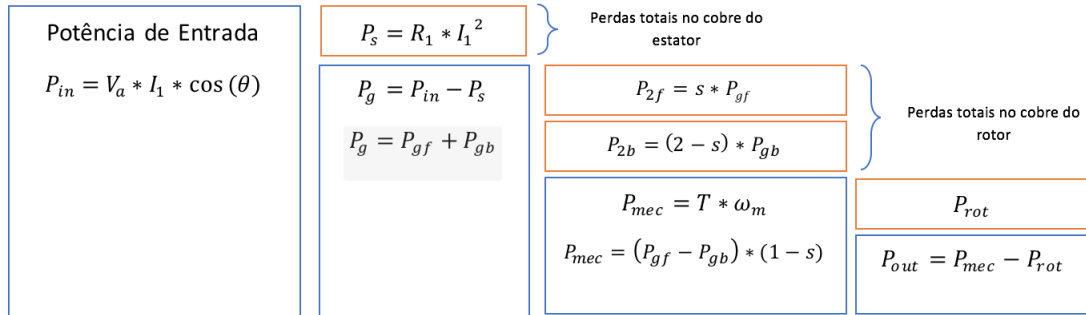 Potência de Entrada
P_in = V_a * I_1 * cos (θ)
P_s = R_1 * I_1^2
Perdas totais no cobre do
estator
P_g = P_in − P_s
P_g = P_gf + P_gb
P_2f = s * P_gf
P_2b = (2 − s) * P_gb
Perdas totais no cobre do
rotor
P_mec = T * ω_m
P_mec = (P_gf − P_gb) * (1 − s)
P_rot
P_out = P_mec − P_rot